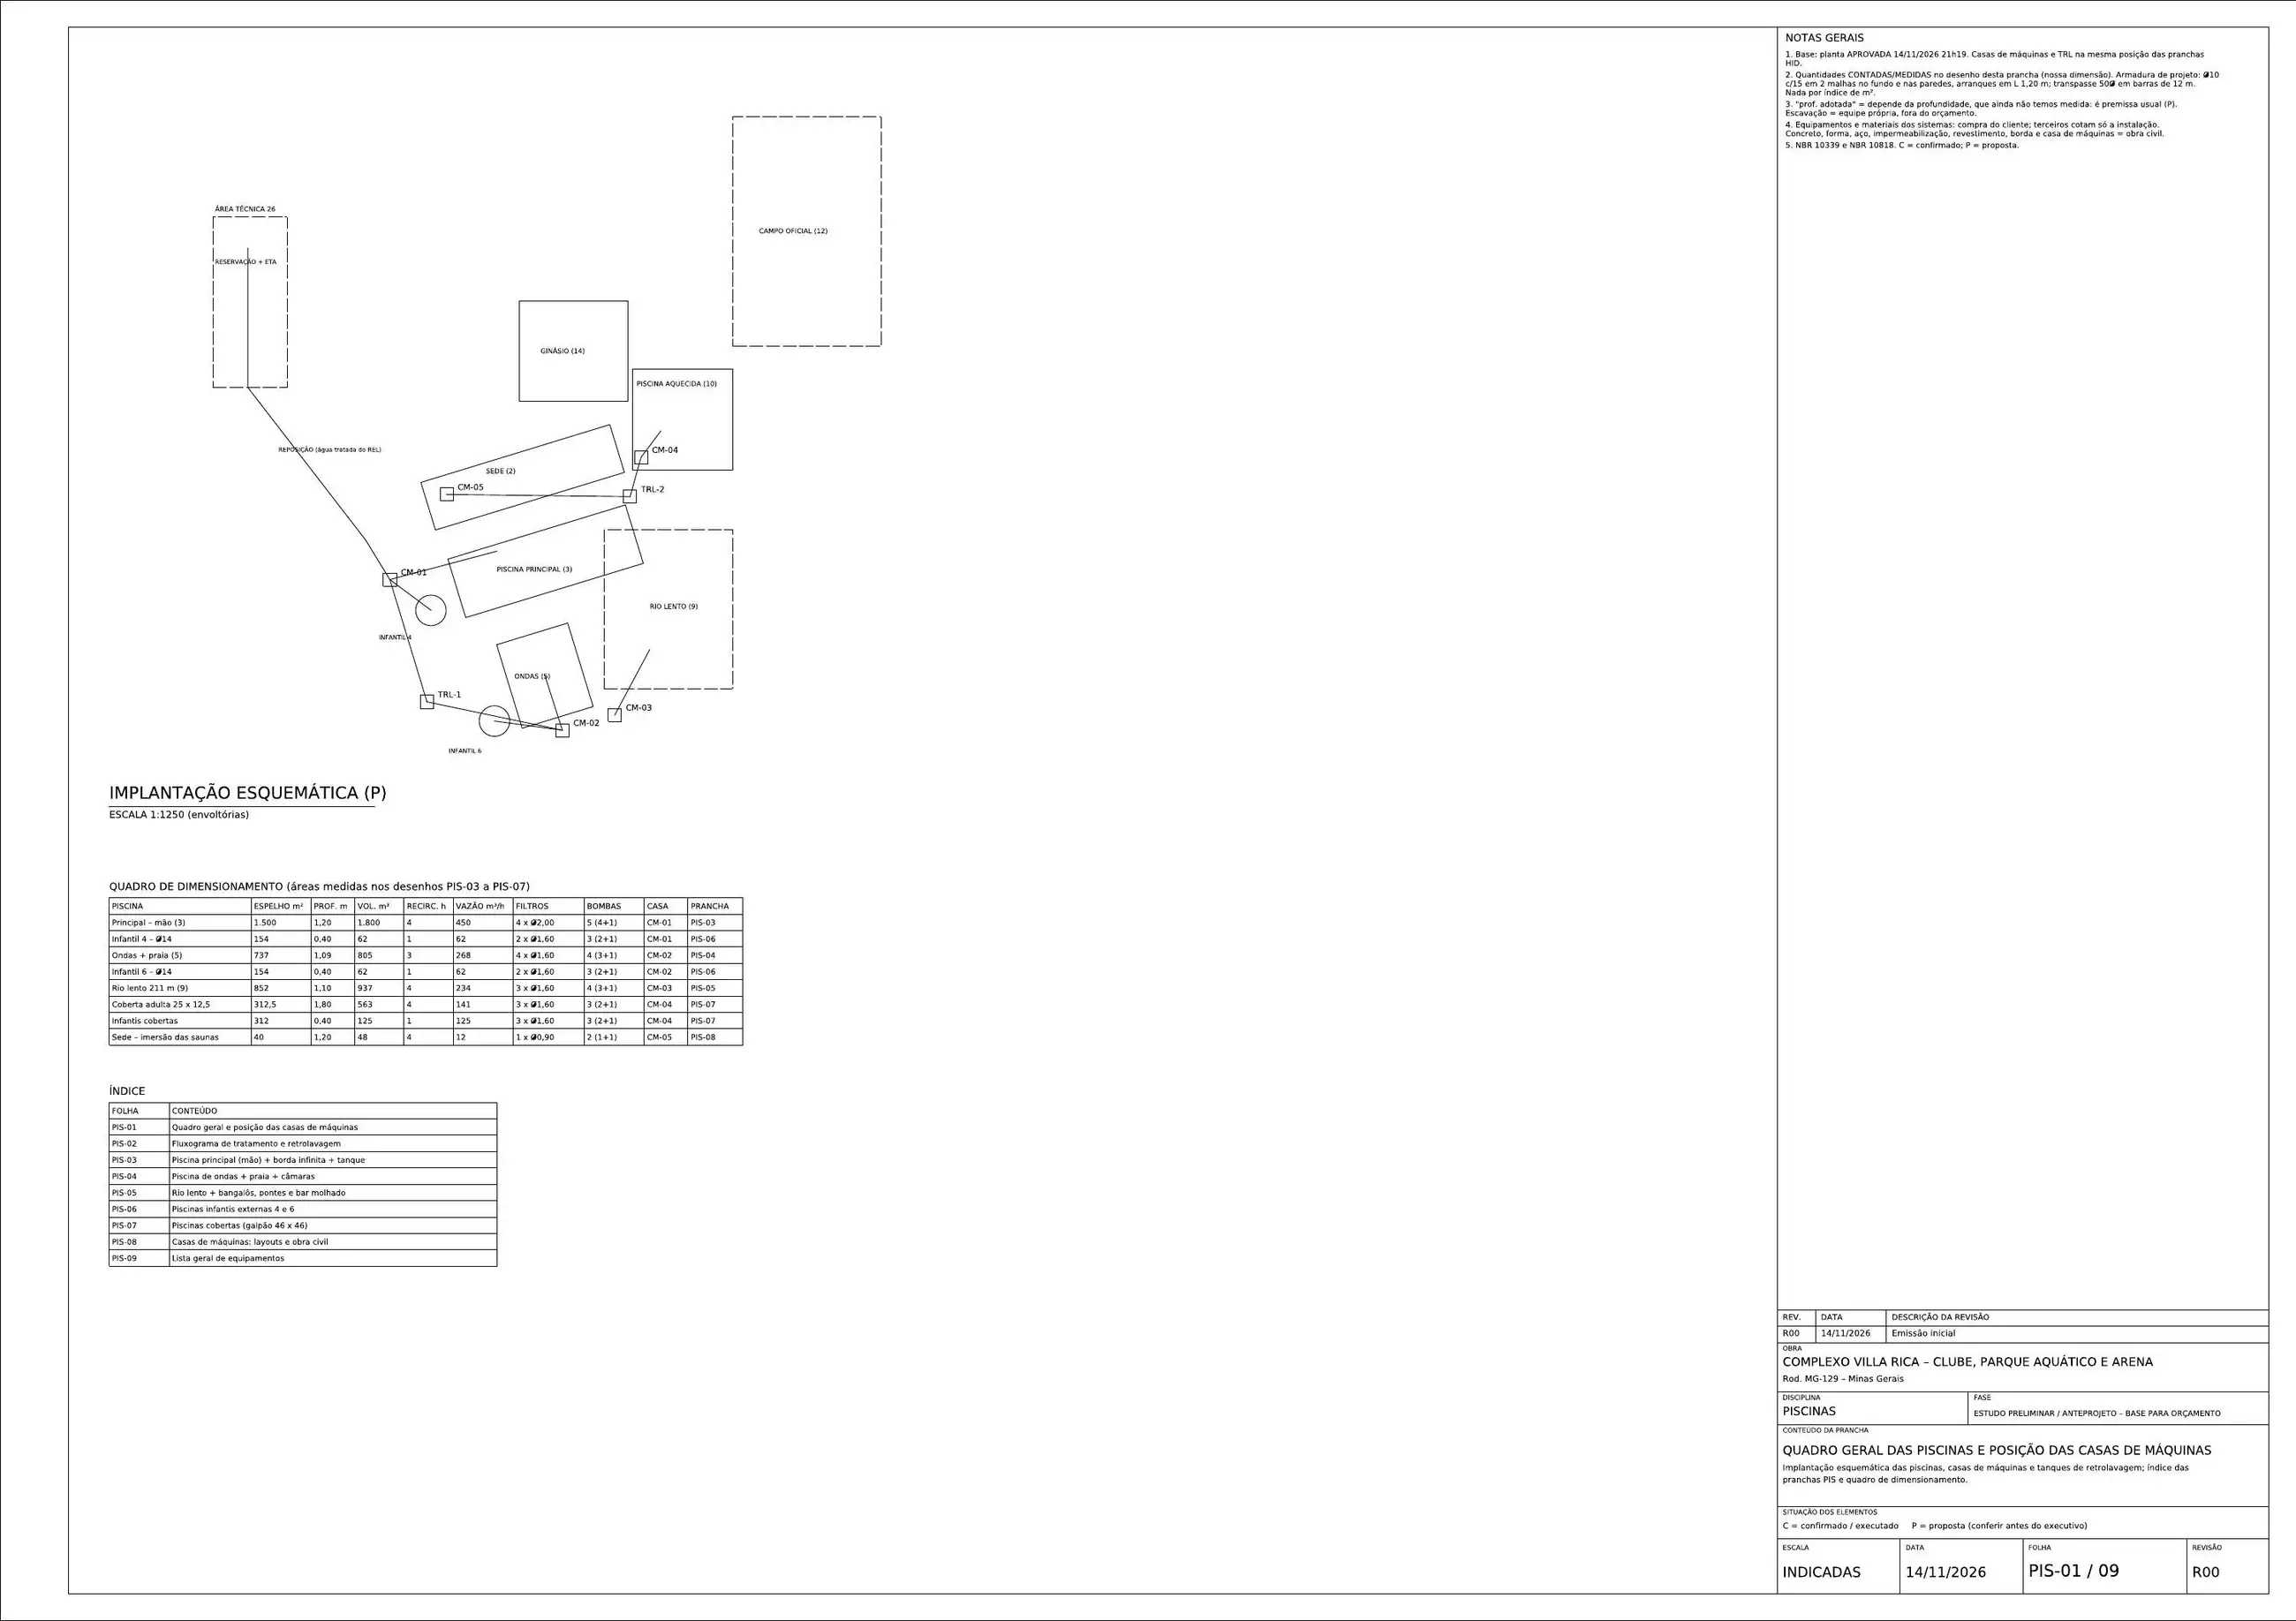 ÁREA TÉCNICA 26
RESERVAÇÃO + ETA
CAMPO OFICIAL (12)
GINÁSIO (14)
PISCINA AQUECIDA (10)
CM-04
REPOSIÇÃO (água tratada do REL)
SEDE (2)
CM-05
TRL-2
CM-01
PISCINA PRINCIPAL (3)
RIO LENTO (9)
INFANTIL 4
ONDAS (5)
TRL-1
CM-03
CM-02
INFANTIL 6
IMPLANTAÇÃO ESQUEMÁTICA (P)
ESCALA 1:1250 (envoltórias)
QUADRO DE DIMENSIONAMENTO (áreas medidas nos desenhos PIS-03 a PIS-07)
PISCINA ESPELHO m² PROF. m VOL. m³ RECIRC. h VAZÃO m³/h FILTROS BOMBAS CASA PRANCHA
Principal – mão (3) 1.500 1,20 1.800 4 450 4 x Ø2,00 5 (4+1) CM-01 PIS-03
Infantil 4 – Ø14 154 0,40 62 1 62 2 x Ø1,60 3 (2+1) CM-01 PIS-06
Ondas + praia (5) 737 1,09 805 3 268 4 x Ø1,60 4 (3+1) CM-02 PIS-04
Infantil 6 – Ø14 154 0,40 62 1 62 2 x Ø1,60 3 (2+1) CM-02 PIS-06
Rio lento 211 m (9) 852 1,10 937 4 234 3 x Ø1,60 4 (3+1) CM-03 PIS-05
Coberta adulta 25 x 12,5 312,5 1,80 563 4 141 3 x Ø1,60 3 (2+1) CM-04 PIS-07
Infantis cobertas 312 0,40 125 1 125 3 x Ø1,60 3 (2+1) CM-04 PIS-07
Sede – imersão das saunas 40 1,20 48 4 12 1 x Ø0,90 2 (1+1) CM-05 PIS-08
ÍNDICE
FOLHA CONTEÚDO
PIS-01 Quadro geral e posição das casas de máquinas
PIS-02 Fluxograma de tratamento e retrolavagem
PIS-03 Piscina principal (mão) + borda infinita + tanque
PIS-04 Piscina de ondas + praia + câmaras
PIS-05 Rio lento + bangalôs, pontes e bar molhado
PIS-06 Piscinas infantis externas 4 e 6
PIS-07 Piscinas cobertas (galpão 46 x 46)
PIS-08 Casas de máquinas: layouts e obra civil
PIS-09 Lista geral de equipamentos
NOTAS GERAIS
1. Base: planta APROVADA 14/11/2026 21h19. Casas de máquinas e TRL na mesma posição das pranchas
HID.
2. Quantidades CONTADAS/MEDIDAS no desenho desta prancha (nossa dimensão). Armadura de projeto: Ø10
c/15 em 2 malhas no fundo e nas paredes, arranques em L 1,20 m; transpasse 50Ø em barras de 12 m.
Nada por índice de m².
3. "prof. adotada" = depende da profundidade, que ainda não temos medida: é premissa usual (P).
Escavação = equipe própria, fora do orçamento.
4. Equipamentos e materiais dos sistemas: compra do cliente; terceiros cotam só a instalação.
Concreto, forma, aço, impermeabilização, revestimento, borda e casa de máquinas = obra civil.
5. NBR 10339 e NBR 10818. C = confirmado; P = proposta.
REV. DATA DESCRIÇÃO DA REVISÃO
R00 14/11/2026 Emissão inicial
OBRA
COMPLEXO VILLA RICA – CLUBE, PARQUE AQUÁTICO E ARENA
Rod. MG-129 – Minas Gerais
DISCIPLINA FASE
PISCINAS ESTUDO PRELIMINAR / ANTEPROJETO – BASE PARA ORÇAMENTO
CONTEÚDO DA PRANCHA
QUADRO GERAL DAS PISCINAS E POSIÇÃO DAS CASAS DE MÁQUINAS
Implantação esquemática das piscinas, casas de máquinas e tanques de retrolavagem; índice das
pranchas PIS e quadro de dimensionamento.
SITUAÇÃO DOS ELEMENTOS
C = confirmado / executado P = proposta (conferir antes do executivo)
ESCALA DATA FOLHA REVISÃO
INDICADAS 14/11/2026 PIS-01 / 09 R00